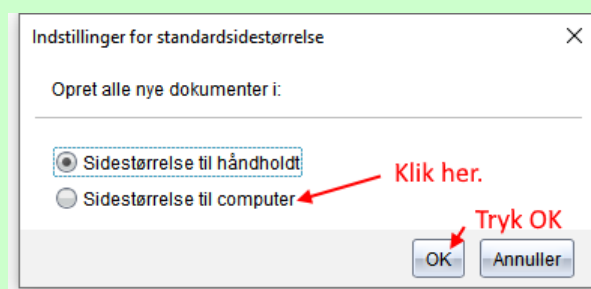 Indstillinger for standardsidestørrelse
Opret alle nye dokumenter i:
Sidestørrelse til håndholdt
Klik her.
Sidestørrelse til computer
Tryk OK
OK
Annuller